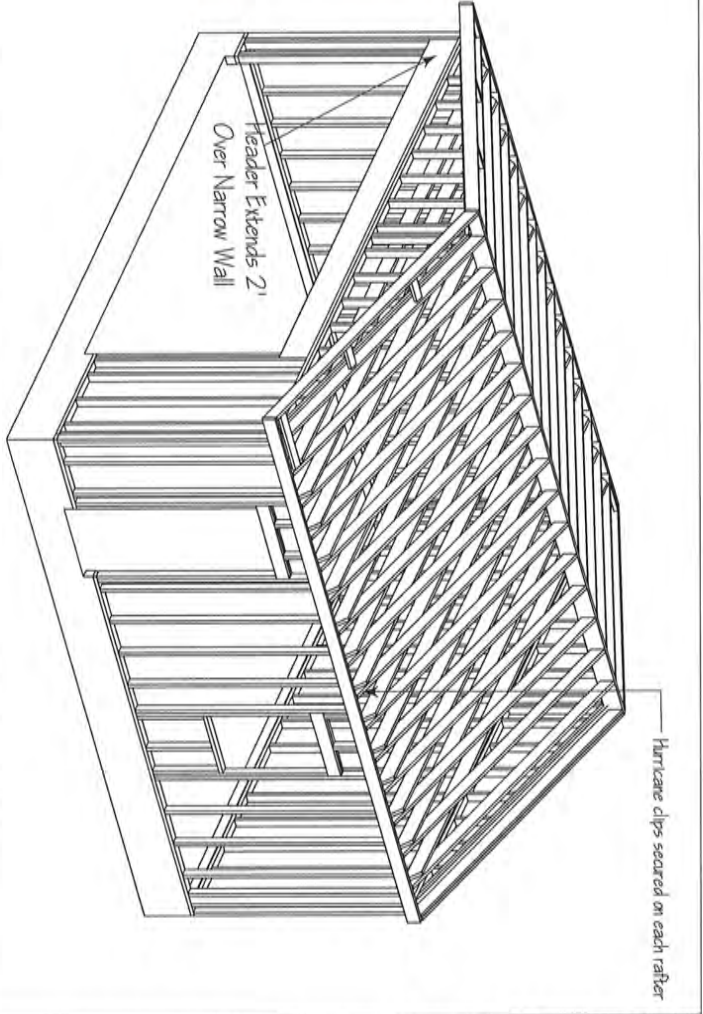 Hurricane clips secured on each rafter
Header Extends 2'
Over Narrow Wall